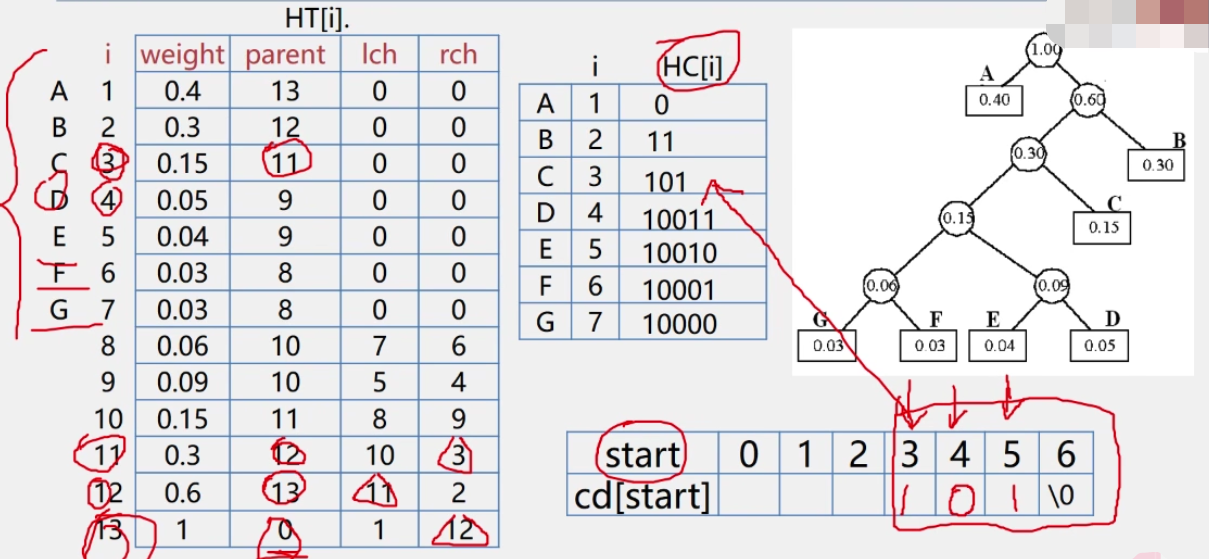 HT[i].
i weight parent lch rch
A 1 0.4 13 0 0
B 2 0.3 12 0 0
C 3 0.15 11 0 0
D 4 0.05 9 0 0
E 5 0.04 9 0 0
F 6 0.03 8 0 0
G 7 0.03 8 0 0
8 0.06 10 7 6
9 0.09 10 5 4
10 0.15 11 8 9
11 0.3 12 10 3
12 0.6 13 11 2
13 1 0 1 12
i HC[i]
A 1 0
B 2 11
C 3 101
D 4 10011
E 5 10010
F 6 10001
G 7 10000
1.00
A
0.40 0.60
B
0.30 0.30
C
0.15 0.15
0.06 0.09
G F E D
0.03 0.03 0.04 0.05
start 0 1 2 3 4 5 6
cd[start] 1 0 1 \0